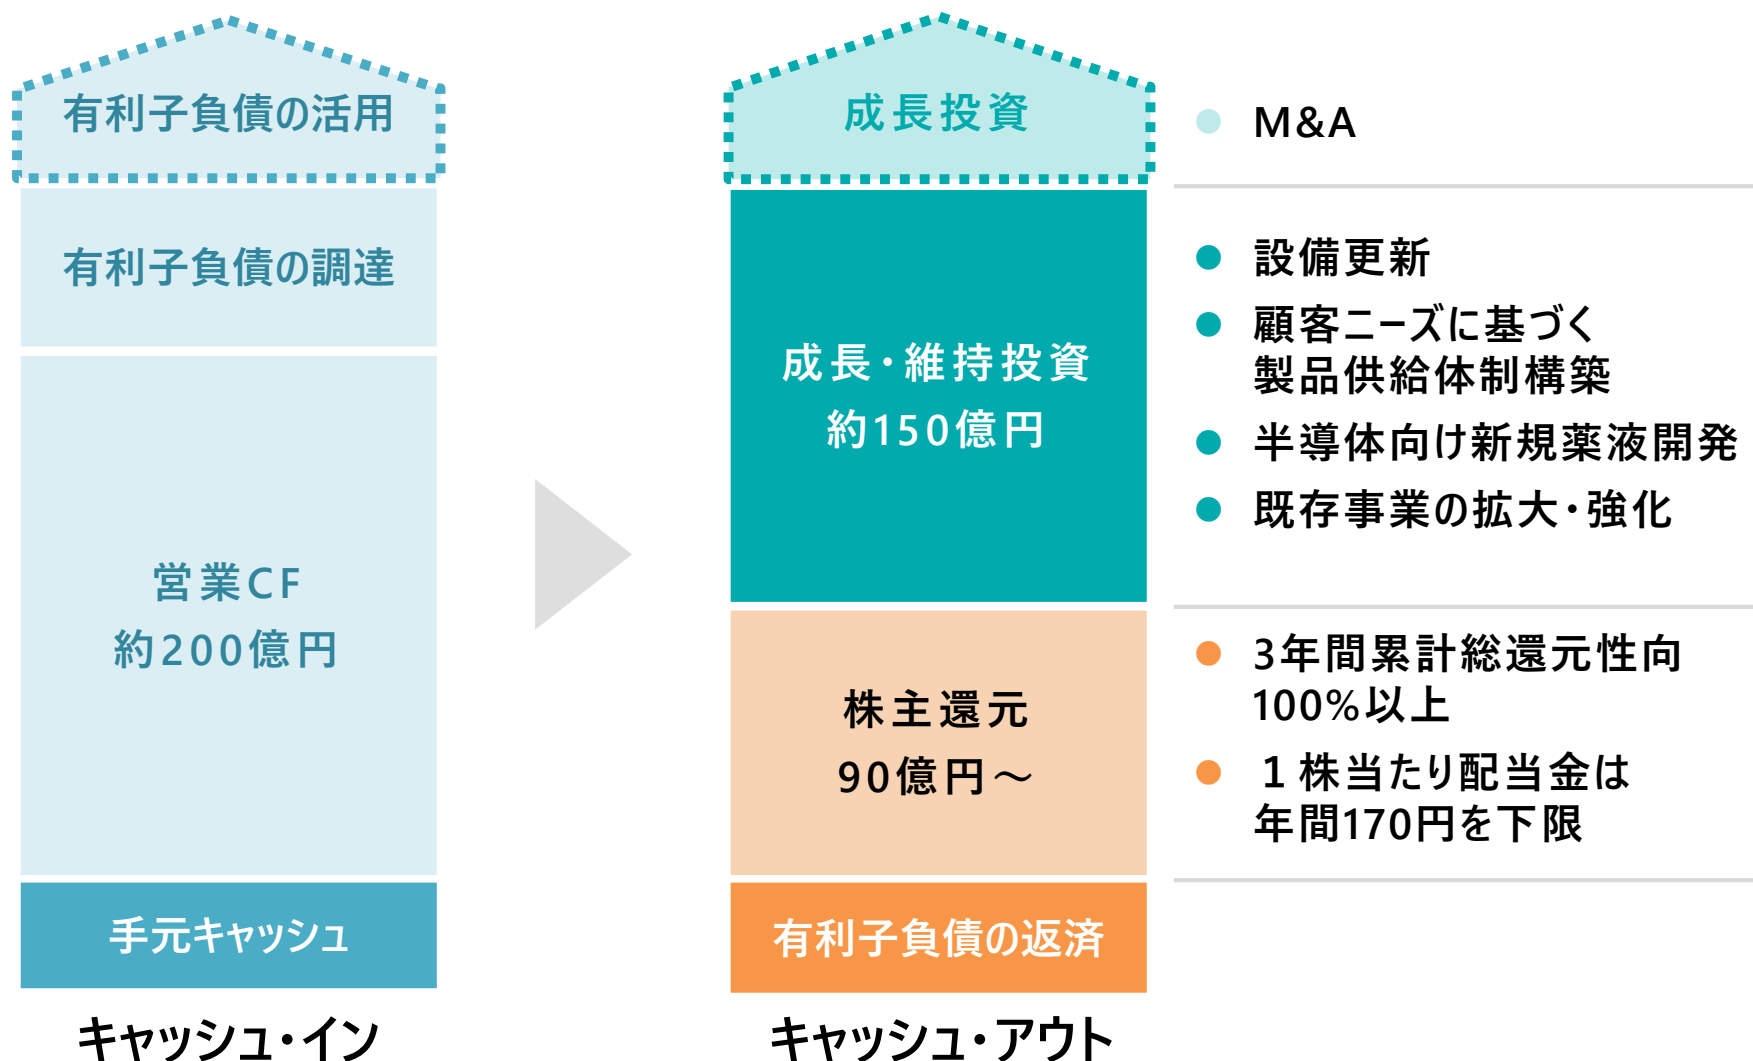 有利子負債の活用
有利子負債の調達
営業CF
約200億円
手元キャッシュ
キャッシュ・イン
成長投資
成長・維持投資
約150億円
株主還元
90億円～
有利子負債の返済
キャッシュ・アウト
M&A
設備更新
顧客ニーズに基づく
製品供給体制構築
半導体向け新規薬液開発
既存事業の拡大・強化
3年間累計総還元性向
100%以上
１株当たり配当金は
年間170円を下限